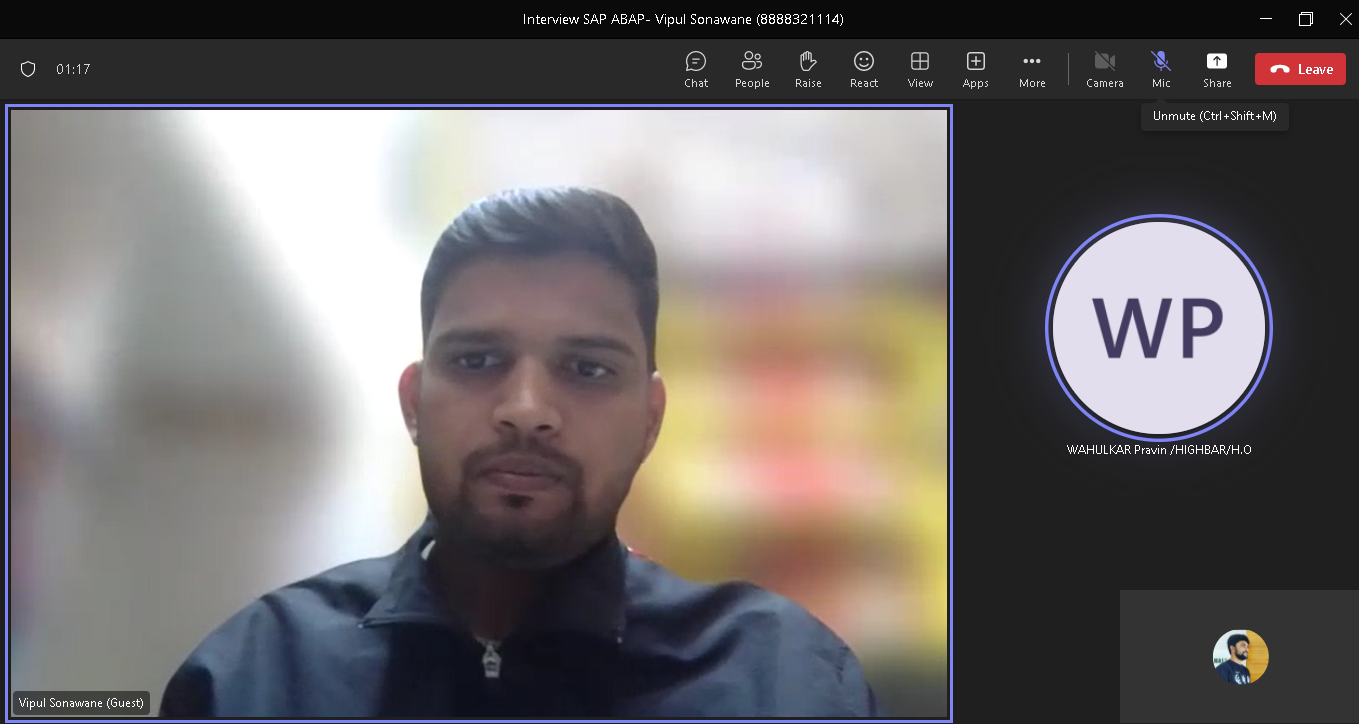 Interview SAP ABAP- Vipul Sonawane (8888321114)
01:17
Chat
People
Raise
React
View
Apps
More
Camera
Mic
Share
Leave
Unmute (Ctrl+Shift+M)
WP
WAHULKAR Pravin /HIGHBAR/H.O
Vipul Sonawane (Guest)